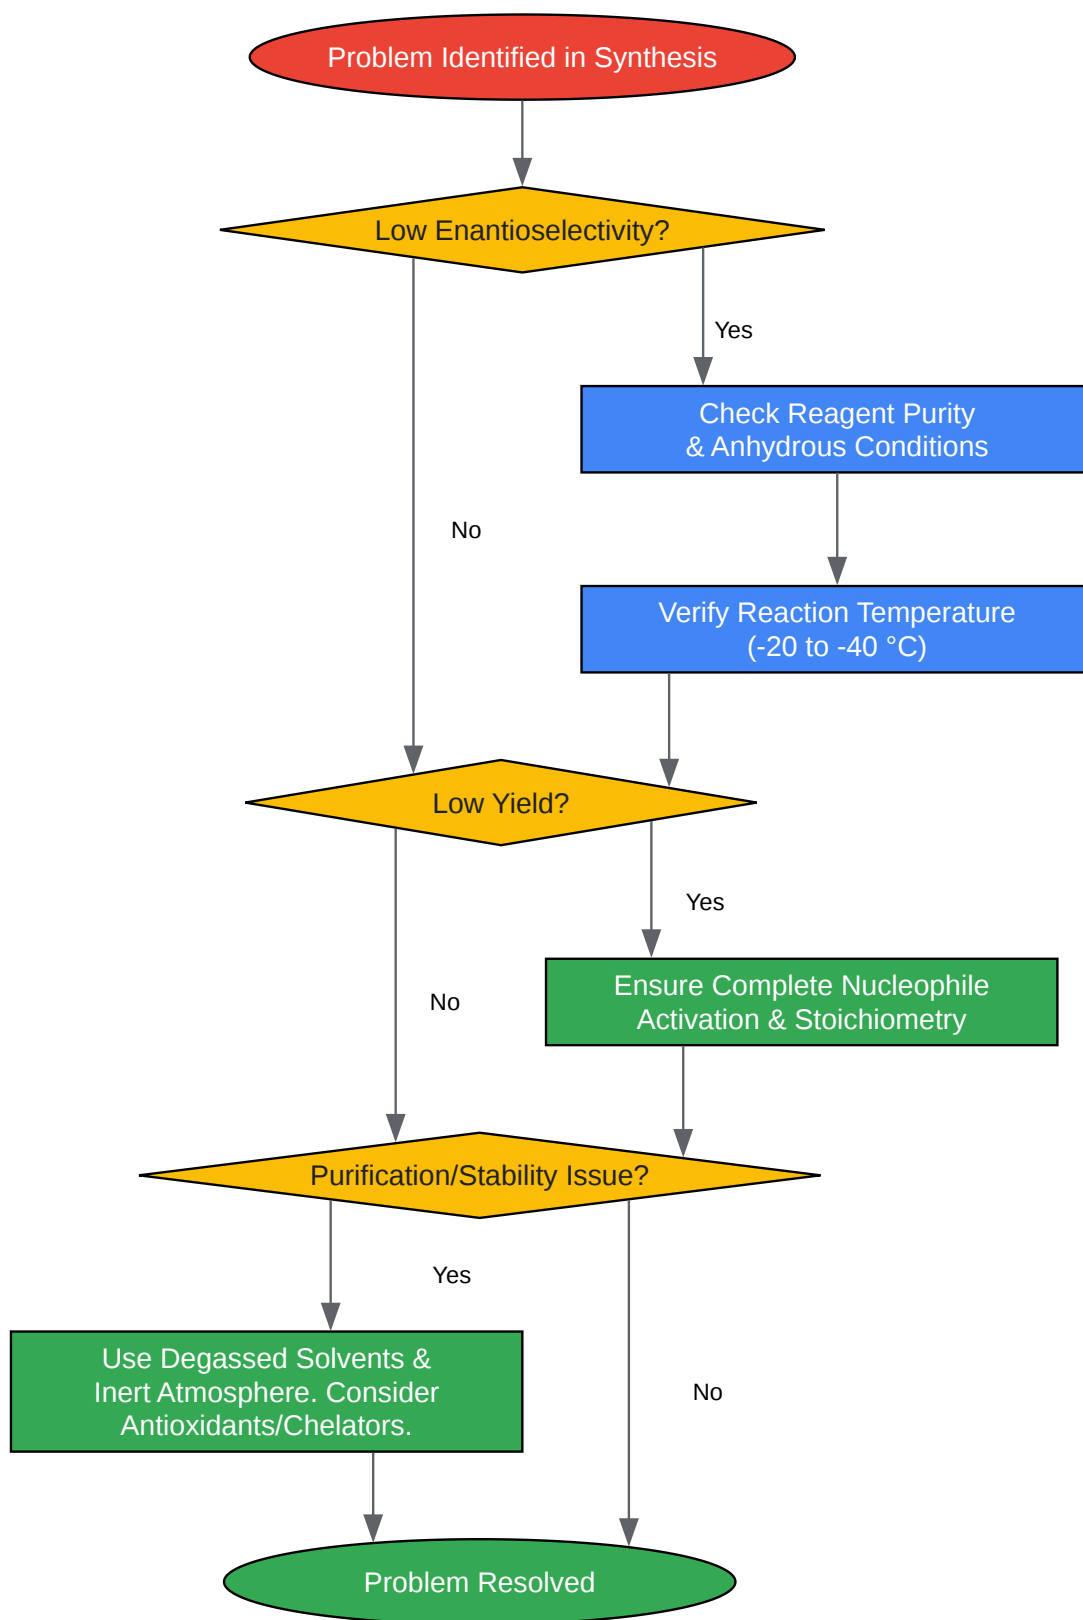 Problem Identified in Synthesis
Low Enantioselectivity?
Yes
Check Reagent Purity
& Anhydrous Conditions
No
Verify Reaction Temperature
(-20 to -40 °C)
Low Yield?
Yes
Ensure Complete Nucleophile
Activation & Stoichiometry
No
Purification/Stability Issue?
Yes
Use Degassed Solvents &
Inert Atmosphere. Consider
Antioxidants/Chelators.
No
Problem Resolved